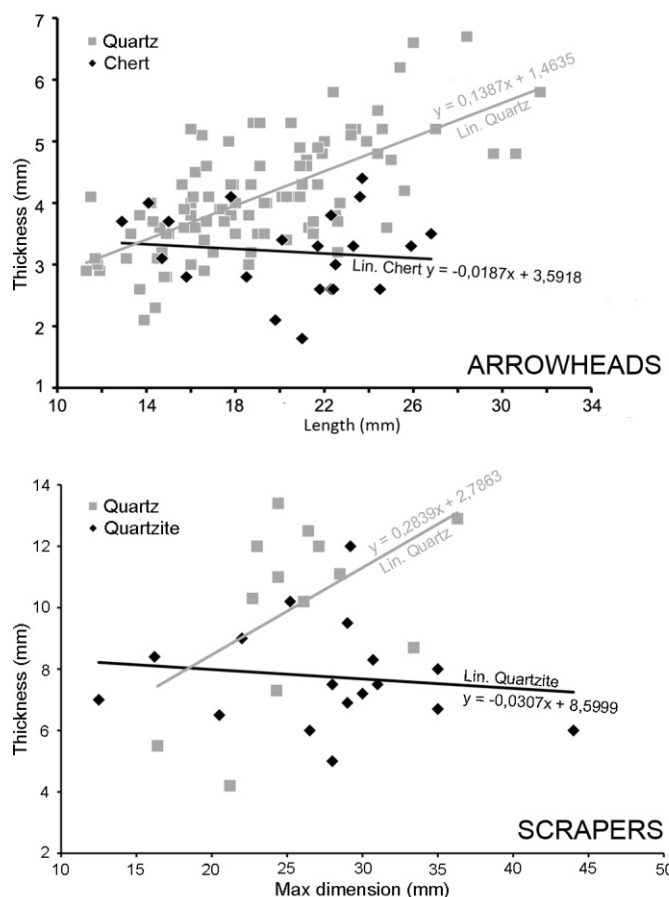 7
6
5
4
3
2
1
Thickness (mm)
Quartz
Chert
y = 0,1387x + 1,4635
Lin. Quartz
Lin. Chert y = -0,0187x + 3,5918
ARROWHEADS
10 14 18 22 26 30 34
Length (mm)
14
12
10
8
6
4
2
Thickness (mm)
Quartz
Quartzite
y = 0,2839x + 2,7863
Lin. Quartz
Lin. Quartzite
y = -0,0307x + 8,5999
SCRAPERS
10 15 20 25 30 35 40 45 50
Max dimension (mm)